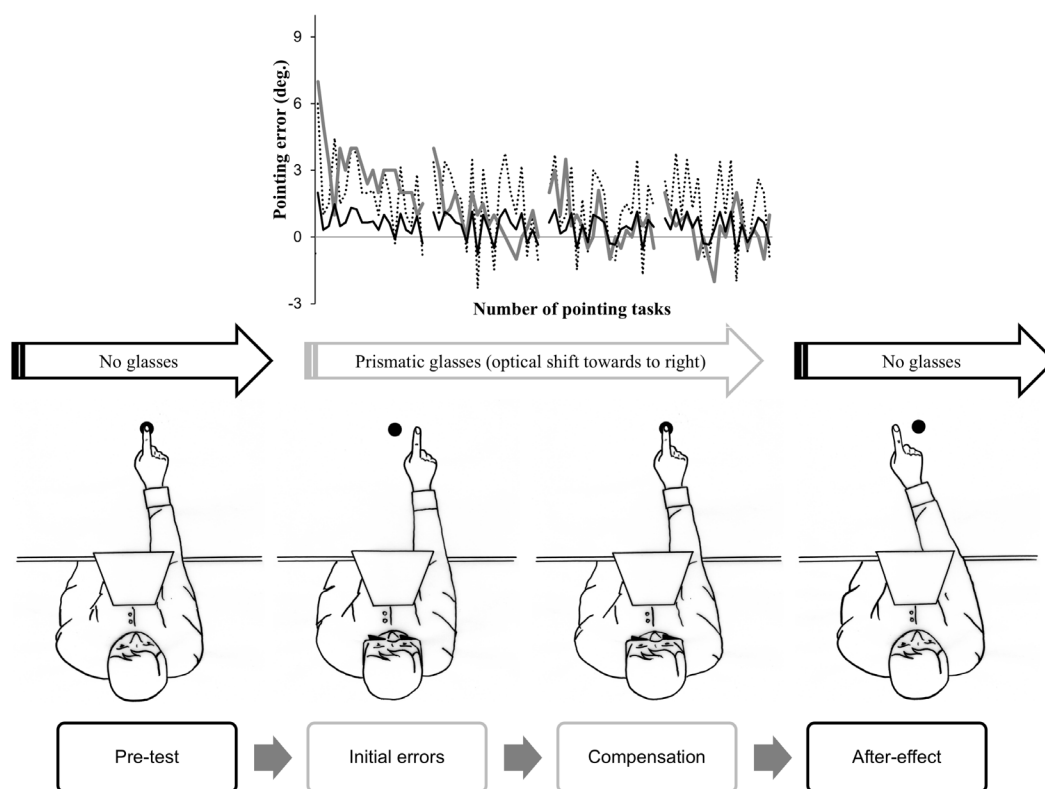 9
6
3
0
-3
Pointing error (deg.)
Number of pointing tasks
No glasses
Prismatic glasses (optical shift towards to right)
No glasses
Pre-test
Initial errors
Compensation
After-effect